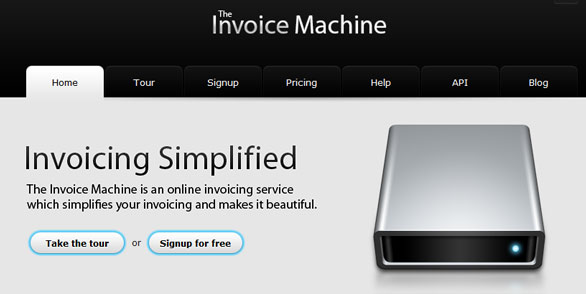 The
Invoice Machine
Home
Tour
Signup
Pricing
Help
API
Blog
Invoicing Simplified
The Invoice Machine is an online invoicing service
which simplifies your invoicing and makes it beautiful.
Take the tour or Signup for free